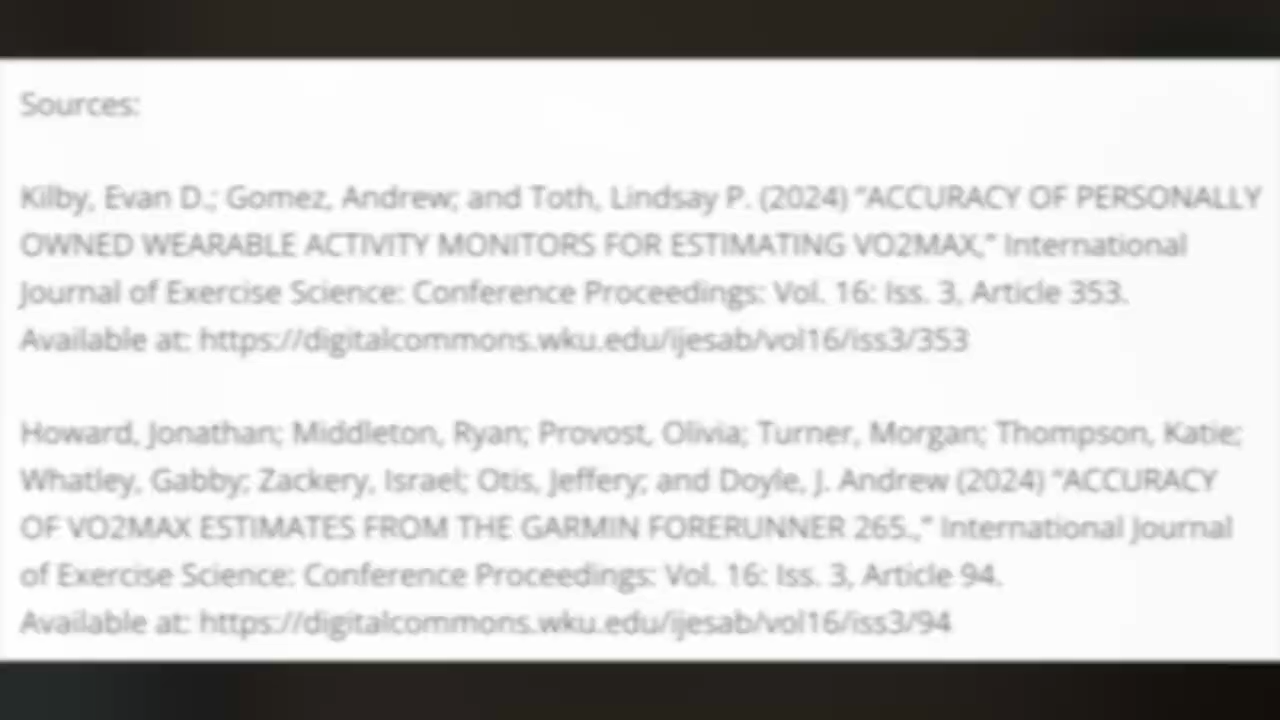 Sources:
Kilby, Evan D.; Gomez, Andrew; and Toth, Lindsay P. (2024) “ACCURACY OF PERSONALLY
OWNED WEARABLE ACTIVITY MONITORS FOR ESTIMATING VO2MAX,” International
Journal of Exercise Science: Conference Proceedings: Vol. 16: Iss. 3, Article 353.
Available at: https://digitalcommons.wku.edu/ijesab/vol16/iss3/353
Howard, Jonathan; Middleton, Ryan; Provost, Olivia; Turner, Morgan; Thompson, Katie;
Whatley, Gabby; Zackery, Israel; Otis, Jeffery; and Doyle, J. Andrew (2024) “ACCURACY
OF VO2MAX ESTIMATES FROM THE GARMIN FORERUNNER 265.,” International Journal
of Exercise Science: Conference Proceedings: Vol. 16: Iss. 3, Article 94.
Available at: https://digitalcommons.wku.edu/ijesab/vol16/iss3/94